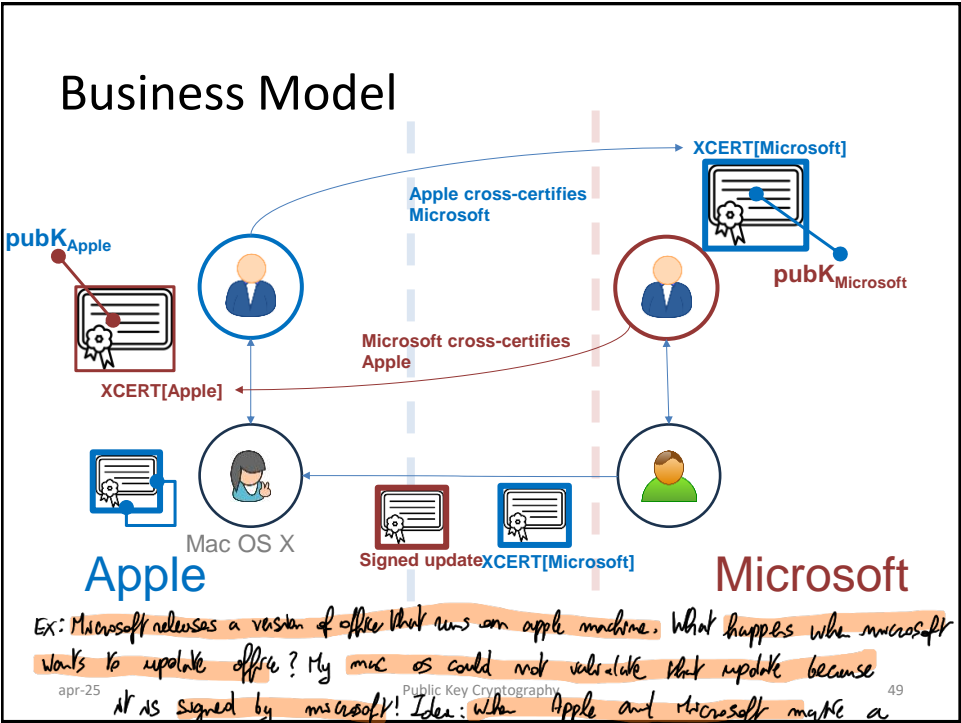 Business Model
XCERT[Microsoft]
Apple cross-certifies
Microsoft
pubKApple
pubKMicrosoft
Microsoft cross-certifies
Apple
XCERT[Apple]
Mac OS X
Signed update
XCERT[Microsoft]
Apple
Microsoft
Ex: Microsoft releases a version of office that runs on apple machine. What happens when microsoft
wants to update office? My mac os could not validate that update because
apr-25
Public Key Cryptography
49
it is signed by microsoft! Idea: when Apple and Microsoft make a